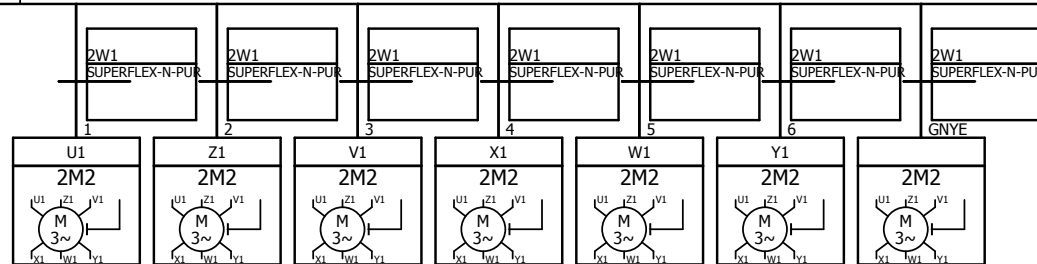 2W1 2W1 2W1 2W1 2W1 2W1 2W1
SUPERFLEX-N-PUR SUPERFLEX-N-PUR SUPERFLEX-N-PUR SUPERFLEX-N-PUR SUPERFLEX-N-PUR SUPERFLEX-N-PUR SUPERFLEX-N-PU
1 2 3 4 5 6 GNYE
U1 Z1 V1 X1 W1 Y1
2M2 2M2 2M2 2M2 2M2 2M2 2M2
U1 Z1 V1 U1 Z1 V1 U1 Z1 V1 U1 Z1 V1 U1 Z1 V1 U1 Z1 V1 U1 Z1 V1
M M M M M M M
3~ 3~ 3~ 3~ 3~ 3~ 3~
X1 W1 Y1 X1 W1 Y1 X1 W1 Y1 X1 W1 Y1 X1 W1 Y1 X1 W1 Y1 X1 W1 Y1